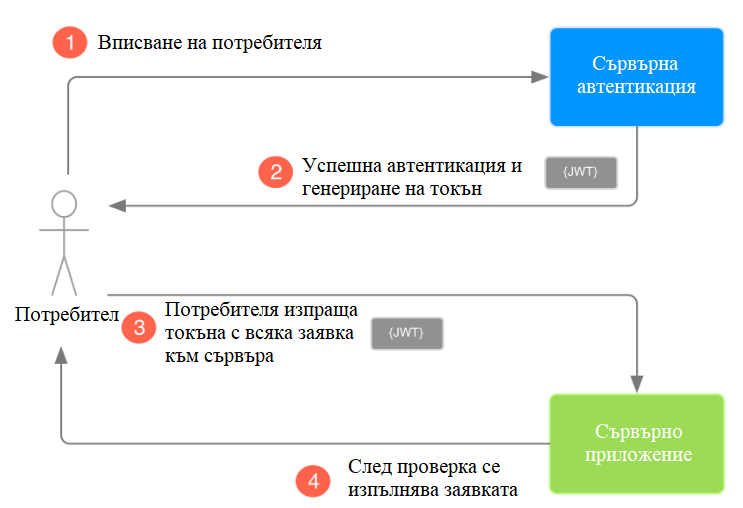 1 Вписване на потребителя
Сървърна
автентикация
2 Успешна автентикация и
генериране на токън
{JWT}
Потребител
3 Потребителя изпраща
токъна с всяка заявка
към сървъра
{JWT}
Сървърно
приложение
4 След проверка се
изпълнява заявката